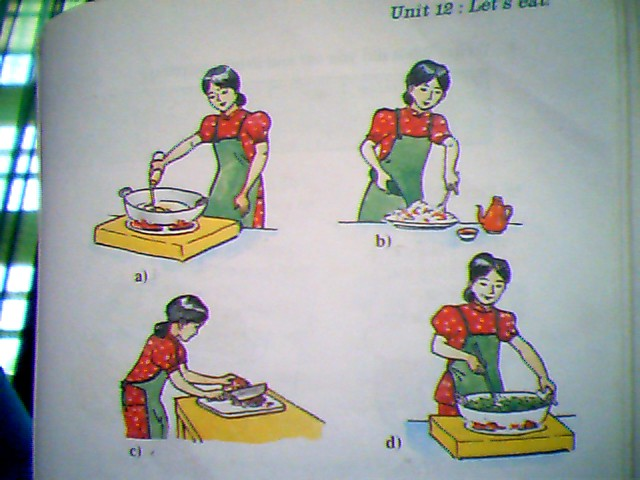 Unit 12 : Let's eat.
a)
b)
c)
d)